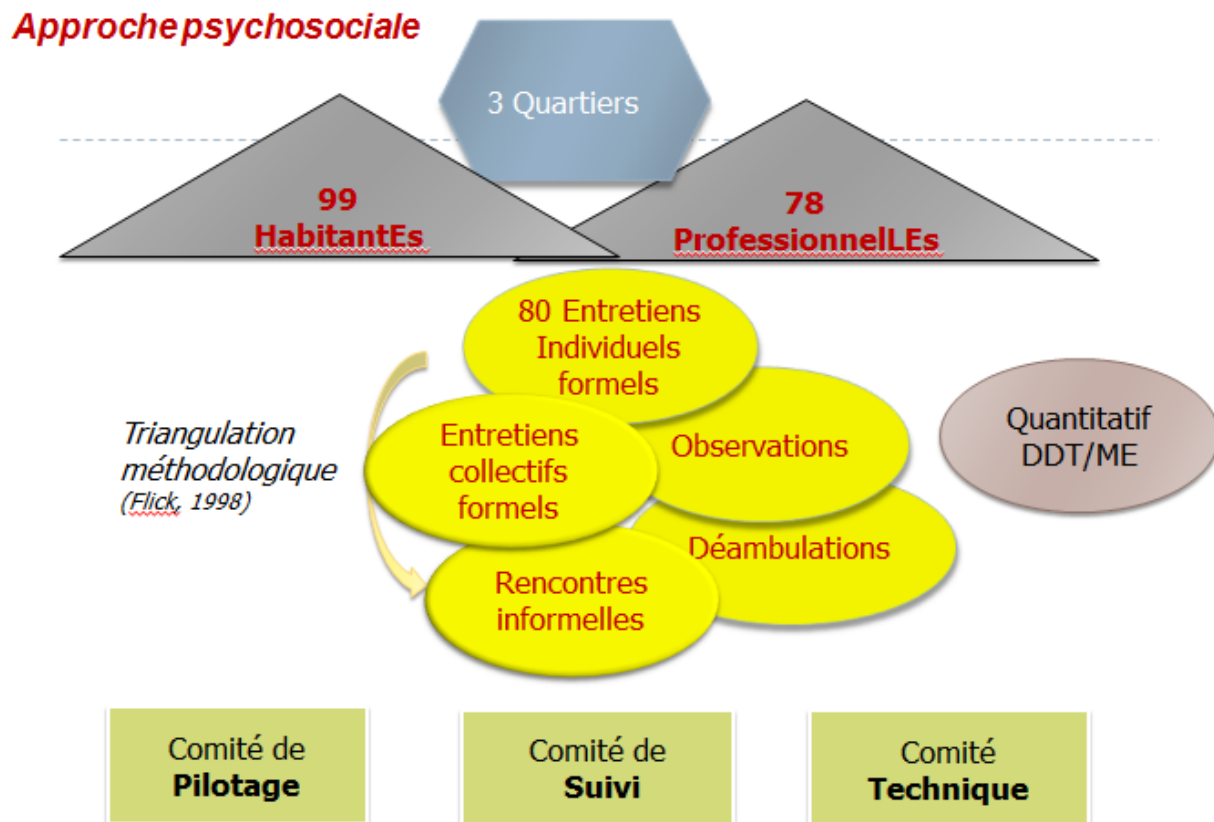 Approche psychosociale
3 Quartiers
99
HabitantEs
78
ProfessionnelLEs
80 Entretiens
Individuels
formels
Triangulation
méthodologique
(Flick, 1998)
Entretiens
collectifs
formels
Observations
Quantitatif
DDT/ME
Déambulations
Rencontres
informelles
Comité de
Pilotage
Comité de
Suivi
Comité
Technique